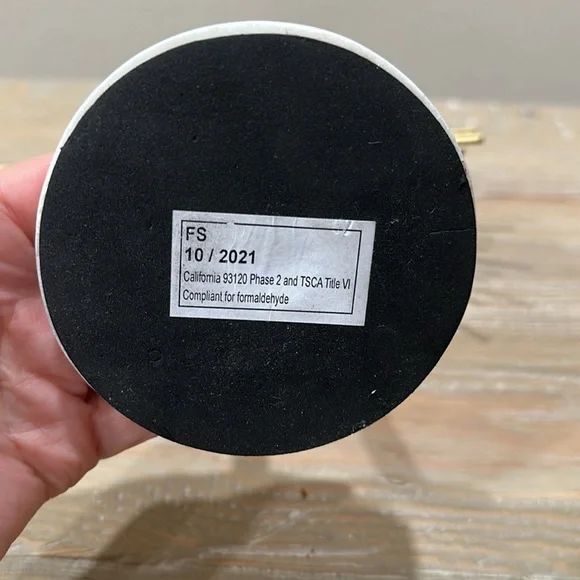 FS
10 / 2021
California 93120 Phase 2 and TSCA Title VI
Compliant for formaldehyde